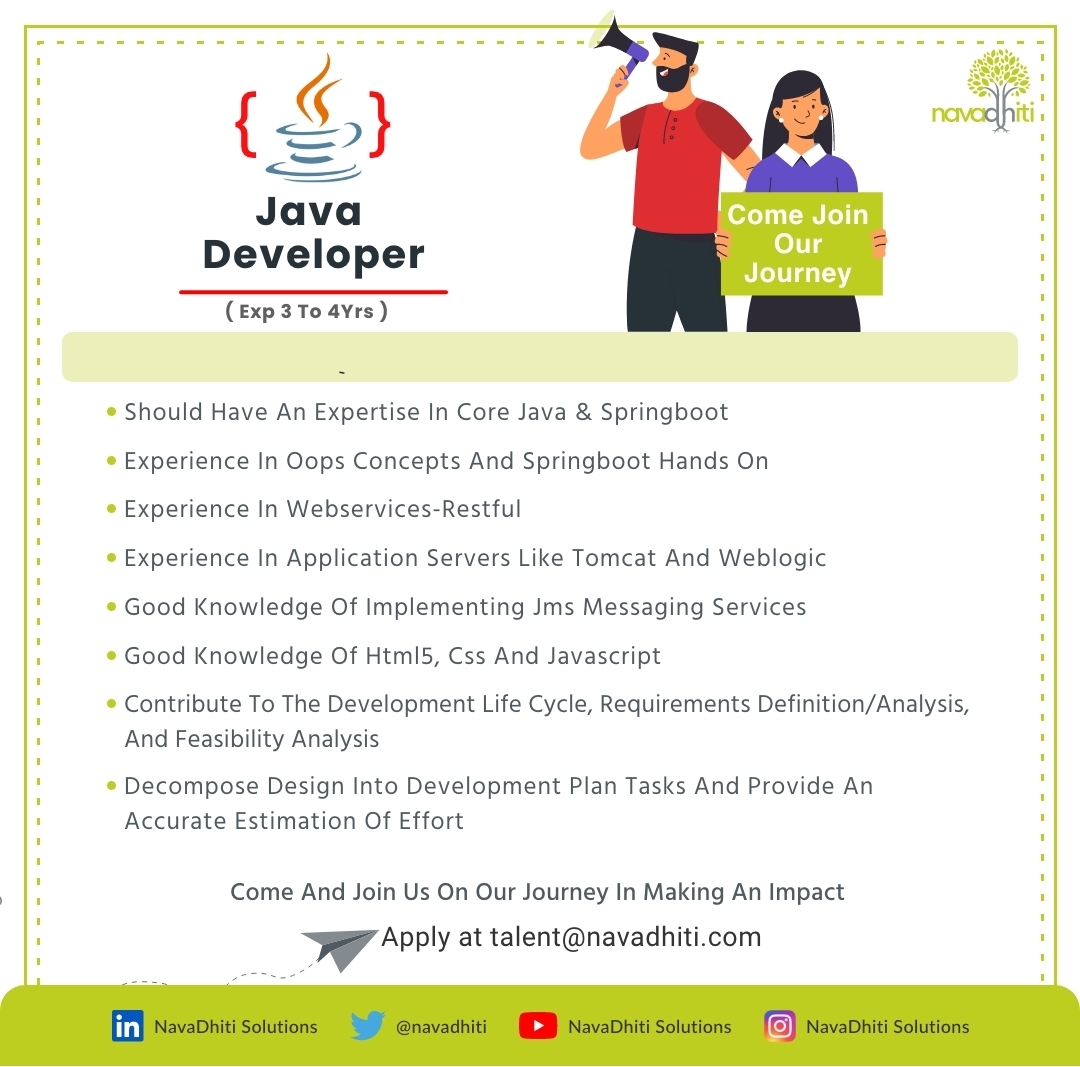 navadhiti
{ }
Java
Developer
( Exp 3 To 4Yrs )
Come Join
Our
Journey
-
Should Have An Expertise In Core Java & Springboot
Experience In Oops Concepts And Springboot Hands On
Experience In Webservices-Restful
Experience In Application Servers Like Tomcat And Weblogic
Good Knowledge Of Implementing Jms Messaging Services
Good Knowledge Of Html5, Css And Javascript
Contribute To The Development Life Cycle, Requirements Definition/Analysis,
And Feasibility Analysis
Decompose Design Into Development Plan Tasks And Provide An
Accurate Estimation Of Effort
Come And Join Us On Our Journey In Making An Impact
Apply at talent@navadhiti.com
in NavaDhiti Solutions @navadhiti NavaDhiti Solutions NavaDhiti Solutions